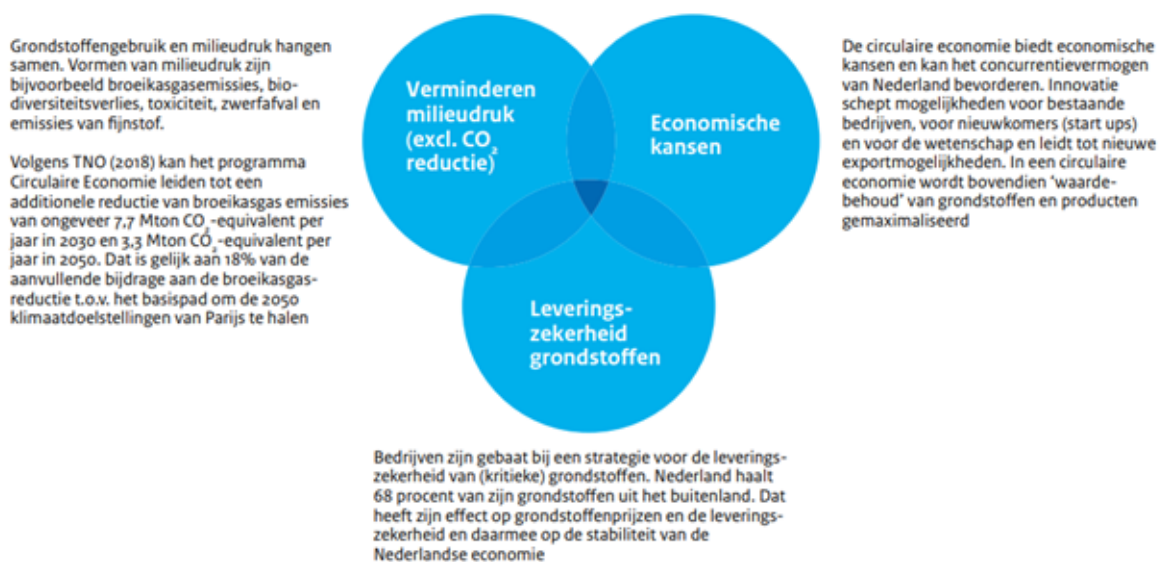 Grondstoffengebruik en milieudruk hangen
samen. Vormen van milieudruk zijn
bijvoorbeeld broeikasgasemissies, bio-
diversiteitsverlies, toxiciteit, zwerfafval en
emissies van fijnstof.
Volgens TNO (2018) kan het programma
Circulaire Economie leiden tot een
additionele reductie van broeikasgas emissies
van ongeveer 7,7 Mton CO₂-equivalent per
jaar in 2030 en 3,3 Mton CO₂-equivalent per
jaar in 2050. Dat is gelijk aan 18% van de
aanvullende bijdrage aan de broeikasgas-
reductie t.o.v. het basispad om de 2050
klimaatdoelstellingen van Parijs te halen
Verminderen
milieudruk
(excl. CO₂
reductie)
Economische
kansen
Leverings-
zekerheid
grondstoffen
De circulaire economie biedt economische
kansen en kan het concurrentievermogen
van Nederland bevorderen. Innovatie
schept mogelijkheden voor bestaande
bedrijven, voor nieuwkomers (start ups)
en voor de wetenschap en leidt tot nieuwe
exportmogelijkheden. In een circulaire
economie wordt bovendien ‘waarde-
behoud’ van grondstoffen en producten
gemaximaliseerd
Bedrijven zijn gebaat bij een strategie voor de leverings-
zekerheid van (kritieke) grondstoffen. Nederland haalt
68 procent van zijn grondstoffen uit het buitenland. Dat
heeft zijn effect op grondstoffenprijzen en de leverings-
zekerheid en daarmee op de stabiliteit van de
Nederlandse economie